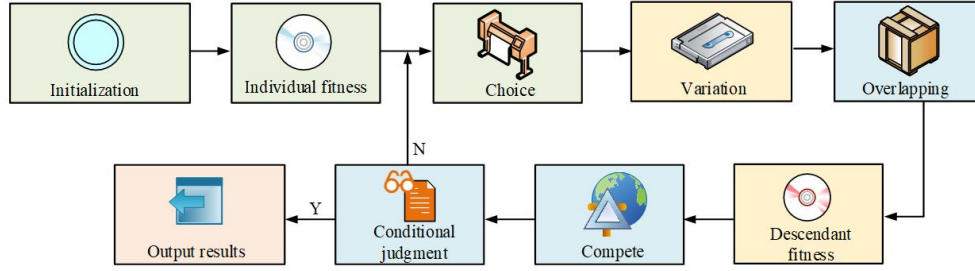 Initialization
Individual fitness
Choice
Variation
Overlapping
N
Y
Output results
Conditional
judgment
Compete
Descendant
fitness